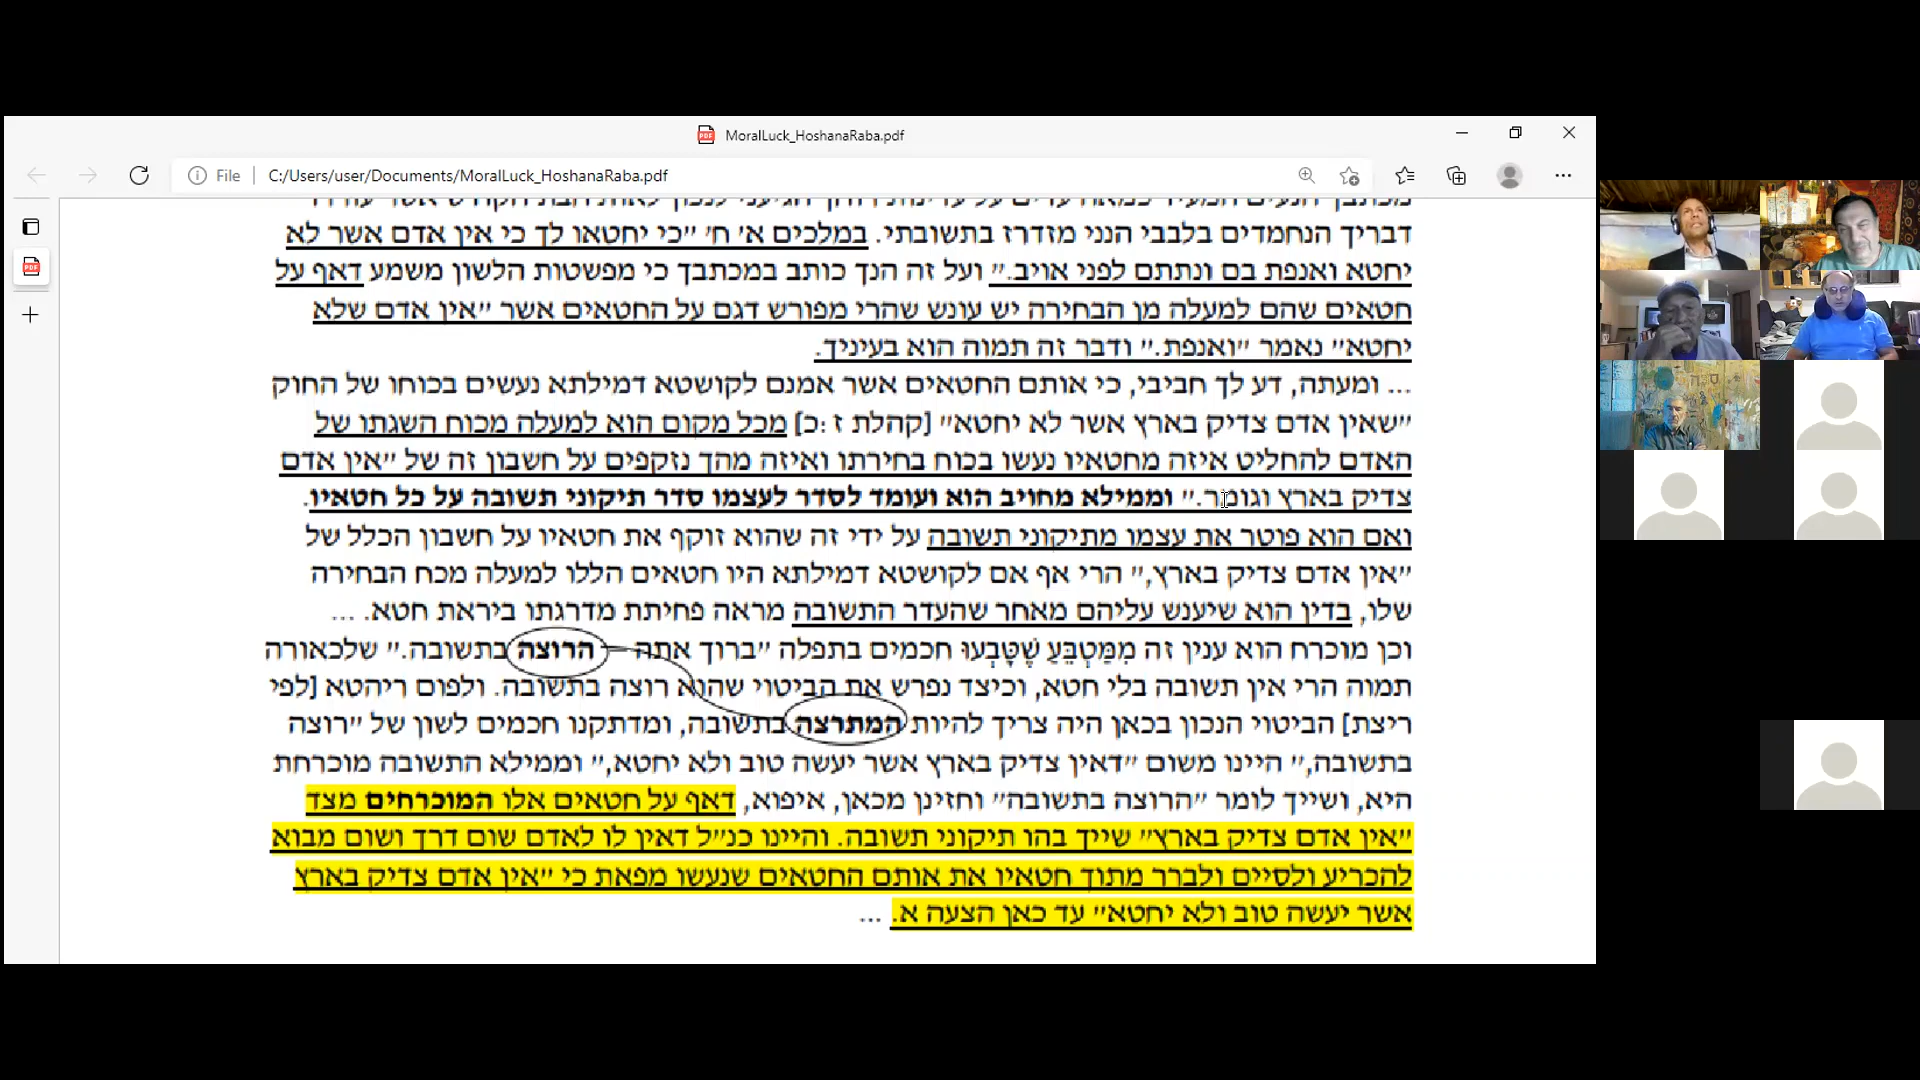 MoralLuck_HoshanaRaba.pdf
File
C:/Users/user/Documents/MoralLuck_HoshanaRaba.pdf
דבריך הנחמדים בלבבי הנני מזדרז בתשובתי. במלכים א׳ ח׳ ״כי יחטאו לך כי אין אדם אשר לא
יחטא ואנפת בם ונתתם לפני אויב.״ ועל זה הנך כותב במכתבך כי מפשטות הלשון משמע דאף על
חטאים שהם למעלה מן הבחירה יש עונש שהרי מפורש דגם על החטאים אשר ״אין אדם שלא
יחטא״ נאמר ״ואנפת.״ ודבר זה תמוה הוא בעיניך.
... ומעתה, דע לך חביבי, כי אותם החטאים אשר אמנם לקושטא דמילתא נעשים בכוחו של החוק
״שאין אדם צדיק בארץ אשר לא יחטא״ [קהלת ז :כ] מכל מקום הוא למעלה מכוח השגתו של
האדם להחליט איזה מחטאיו נעשו בכוח בחירתו ואיזה מהך נזקפים על חשבון זה של ״אין אדם
צדיק בארץ וגומר.״ וממילא מחויב הוא ועומד לסדר לעצמו סדר תיקוני תשובה על כל חטאיו.
ואם הוא פוטר את עצמו מתיקוני תשובה על ידי זה שהוא זוקף את חטאיו על חשבון הכלל של
״אין אדם צדיק בארץ,״ הרי אף אם לקושטא דמילתא היו חטאים הללו למעלה מכח הבחירה
שלו, בדין הוא שיענש עליהם מאחר שהעדר התשובה מראה פחיתת מדרגתו ביראת חטא. ...
וכן מוכרח הוא ענין זה מִמַּטְבֵּעַ שֶׁטָּבְעוּ חכמים בתפלה ״ברוך אתה הרוצה בתשובה.״ שלכאורה
תמוה הרי אין תשובה בלי חטא, וכיצד נפרש את הביטוי שהוא רוצה בתשובה. ולפום ריהטא [לפי
ריצת] הביטוי הנכון בכאן היה צריך להיות המתרצה בתשובה, ומדתקנו חכמים לשון של ״רוצה
בתשובה,״ היינו משום ״דאין צדיק בארץ אשר יעשה טוב ולא יחטא,״ וממילא התשובה מוכרחת
היא, ושייך לומר ״הרוצה בתשובה״ וחזינן מכאן, איפוא, דאף על חטאים אלו המוכרחים מצד
״אין אדם צדיק בארץ״ שייך בהו תיקוני תשובה. והיינו כנ״ל דאין לו לאדם שום דרך ושום מבוא
להכריע ולסיים ולברר מתוך חטאיו את אותם החטאים שנעשו מפאת כי ״אין אדם צדיק בארץ
אשר יעשה טוב ולא יחטא״ עד כאן הצעה א. ...